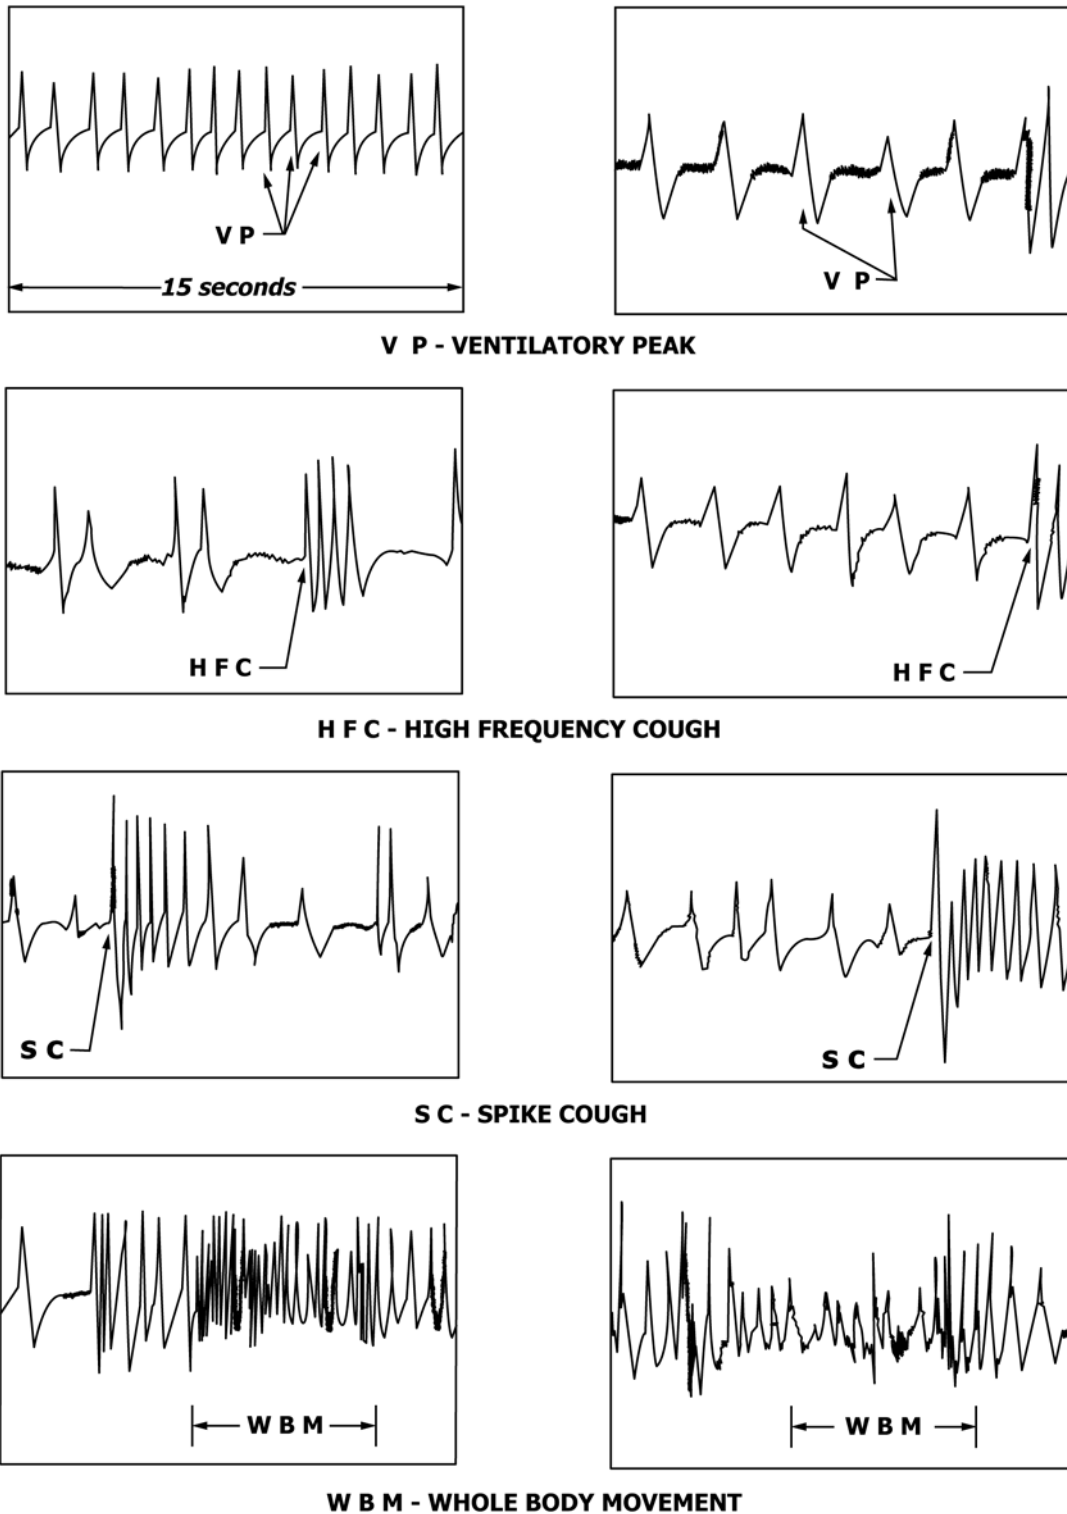 V P
15 seconds
V P
V P - VENTILATORY PEAK
H F C
H F C
H F C - HIGH FREQUENCY COUGH
S C
S C
S C - SPIKE COUGH
W B M
W B M
W B M - WHOLE BODY MOVEMENT